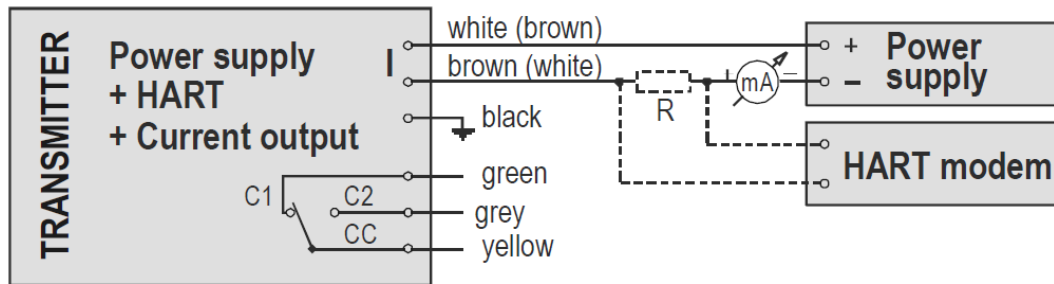 TRANSMITTER
Power supply
+ HART
+ Current output
I
white (brown)
brown (white)
black
green
grey
yellow
C1
C2
CC
R
+
mA
−
+
−
Power
supply
HART modem